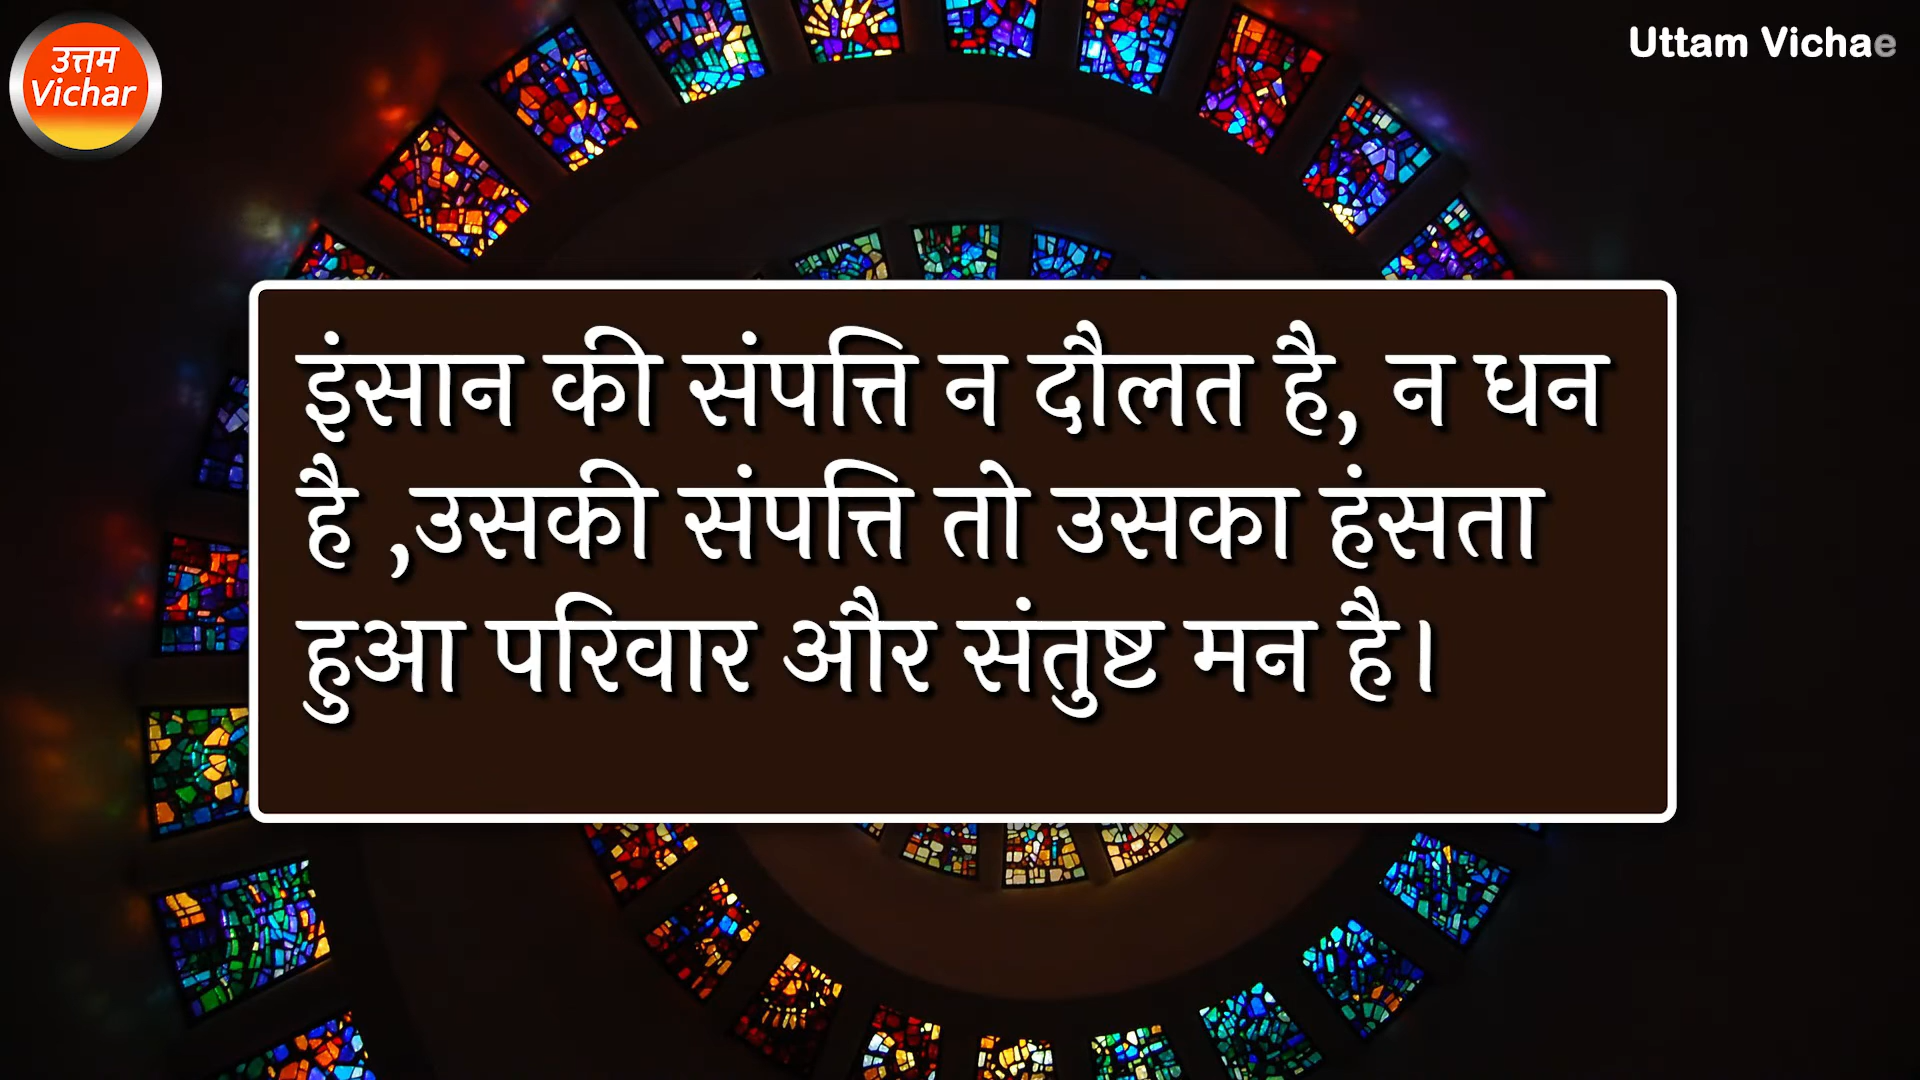 उत्तम
Vichar
Uttam Vichae
इंसान की संपत्ति न दौलत है, न धन
है ,उसकी संपत्ति तो उसका हंसता
हुआ परिवार और संतुष्ट मन है।